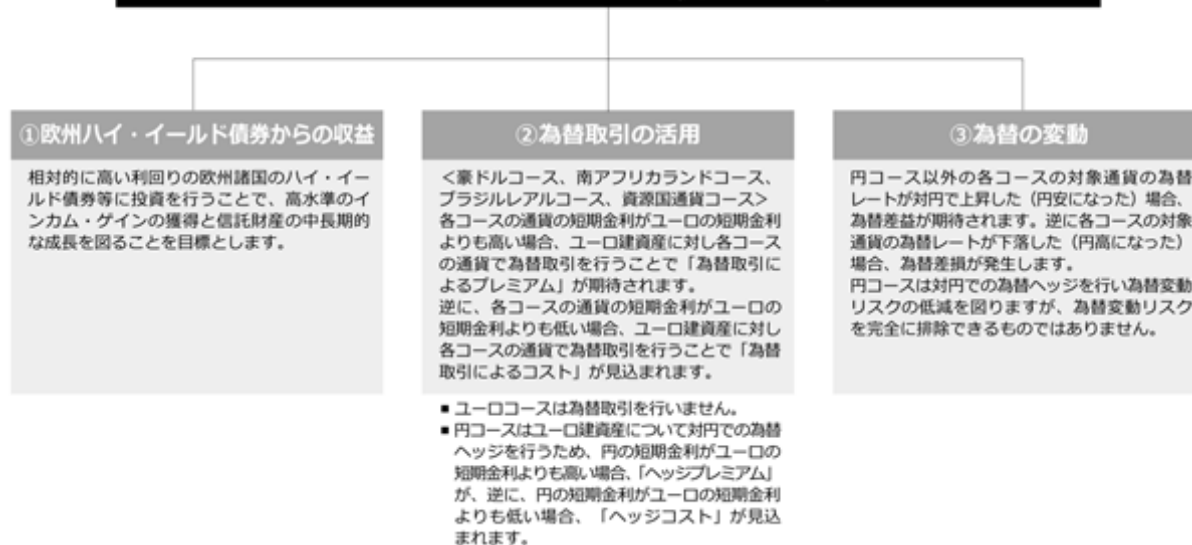 ①欧州ハイ・イールド債券からの収益
相対的に高い利回りの欧州諸国のハイ・イー
ルド債券等に投資を行うことで、高水準のイ
ンカム・ゲインの獲得と信託財産の中長期的
な成長を図ることを目標とします。
②為替取引の活用
＜豪ドルコース、南アフリカランドコース、
ブラジルレアルコース、資源国通貨コース＞
各コースの通貨の短期金利がユーロの短期金利
よりも高い場合、ユーロ建資産に対し各コース
の通貨で為替取引を行うことで「為替取引に
よるプレミアム」が期待されます。
逆に、各コースの通貨の短期金利がユーロの
短期金利よりも低い場合、ユーロ建資産に対し
各コースの通貨で為替取引を行うことで「為替
取引によるコスト」が見込まれます。
■ ユーロコースは為替取引を行いません。
■ 円コースはユーロ建資産について対円での為替
ヘッジを行うため、円の短期金利がユーロの
短期金利よりも高い場合、「ヘッジプレミアム」
が、逆に、円の短期金利がユーロの短期金利
よりも低い場合、「ヘッジコスト」が見込
まれます。
③為替の変動
円コース以外の各コースの対象通貨の為替
レートが対円で上昇した（円安になった）場合、
為替差益が期待されます。逆に各コースの対象
通貨の為替レートが下落した（円高になった）
場合、為替差損が発生します。
円コースは対円での為替ヘッジを行い為替変動
リスクの低減を図りますが、為替変動リスク
を完全に排除できるものではありません。